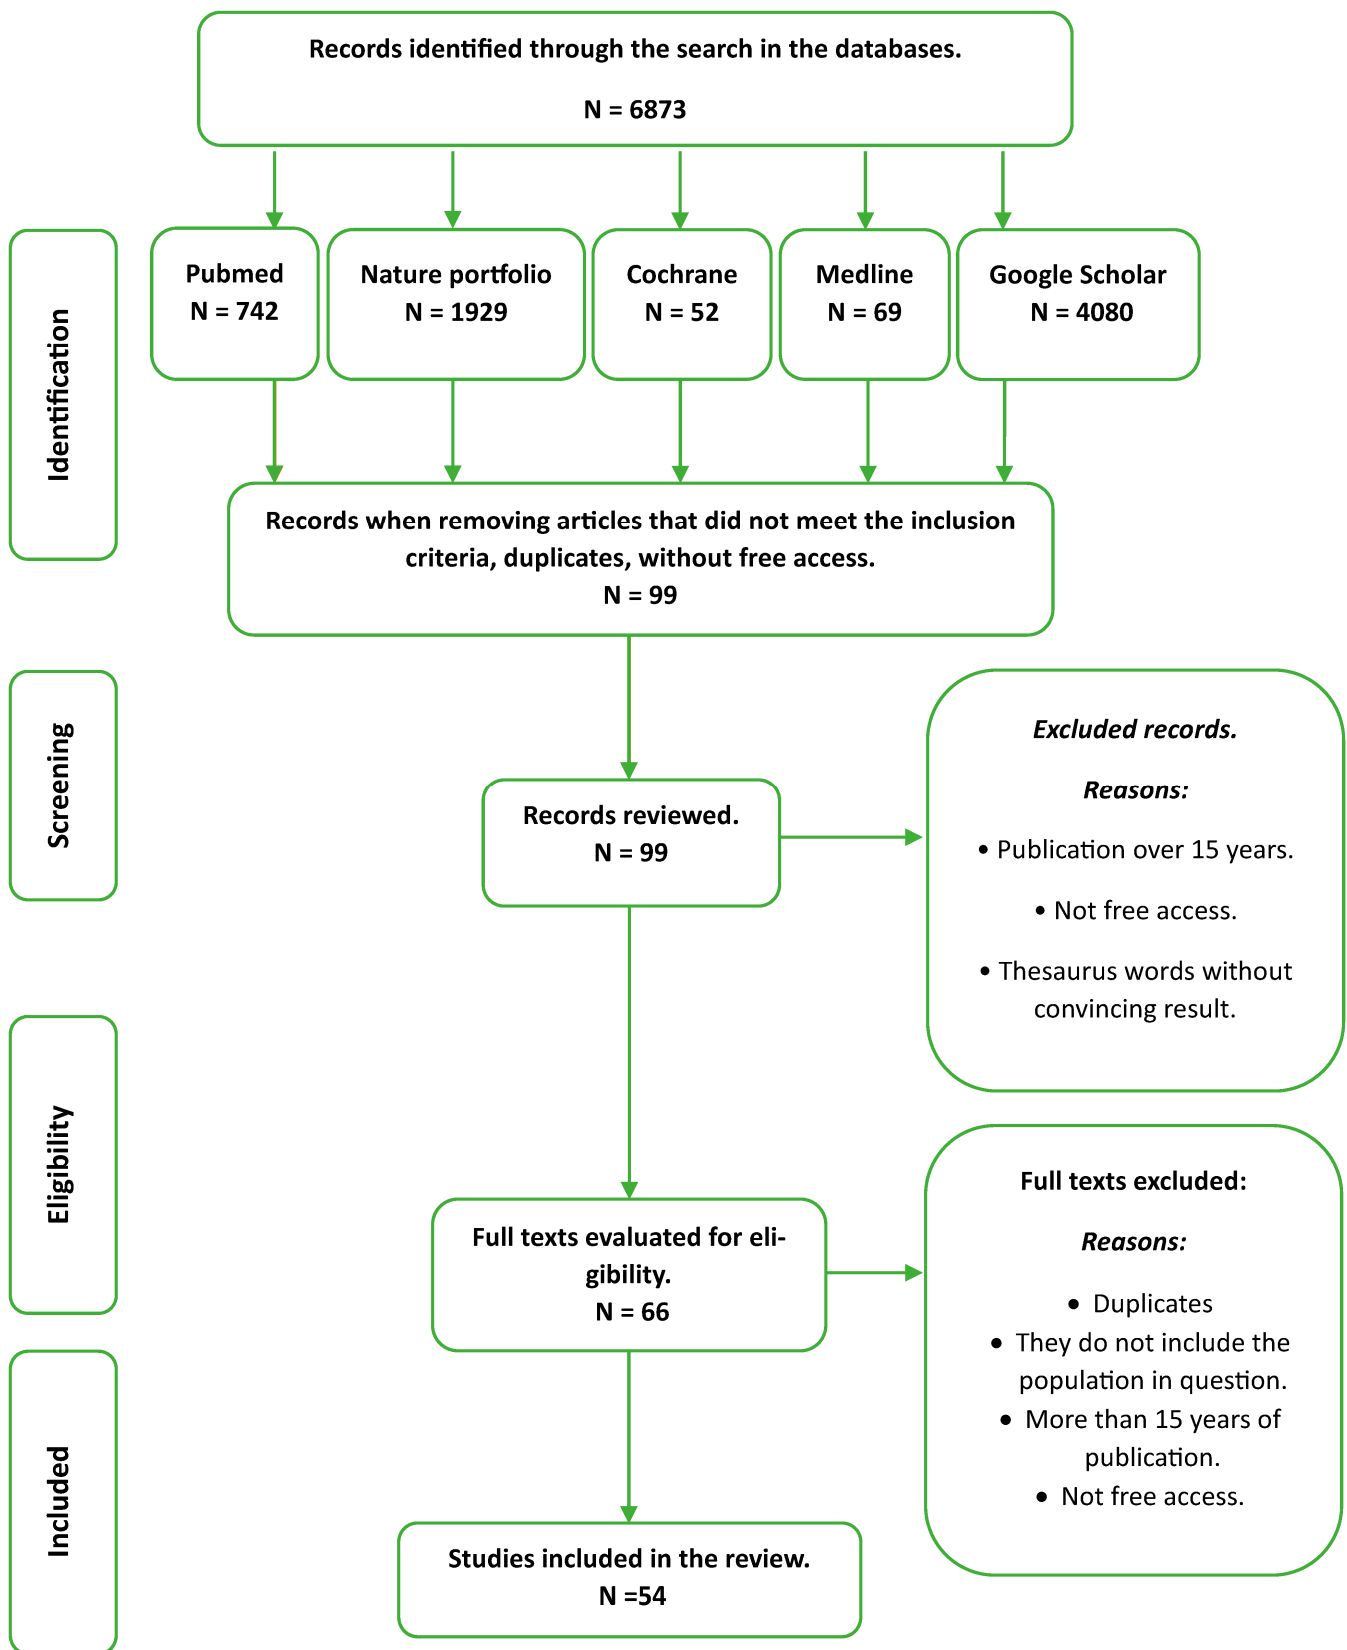 Records identified through the search in the databases.
N = 6873
Identification
Pubmed
N = 742
Nature portfolio
N = 1929
Cochrane
N = 52
Medline
N = 69
Google Scholar
N = 4080
Records when removing articles that did not meet the inclusion
criteria, duplicates, without free access.
N = 99
Screening
Records reviewed.
N = 99
Excluded records.
Reasons:
• Publication over 15 years.
• Not free access.
• Thesaurus words without
convincing result.
Eligibility
Full texts evaluated for eli-
gibility.
N = 66
Full texts excluded:
Reasons:
• Duplicates
• They do not include the
population in question.
• More than 15 years of
publication.
• Not free access.
Included
Studies included in the review.
N =54